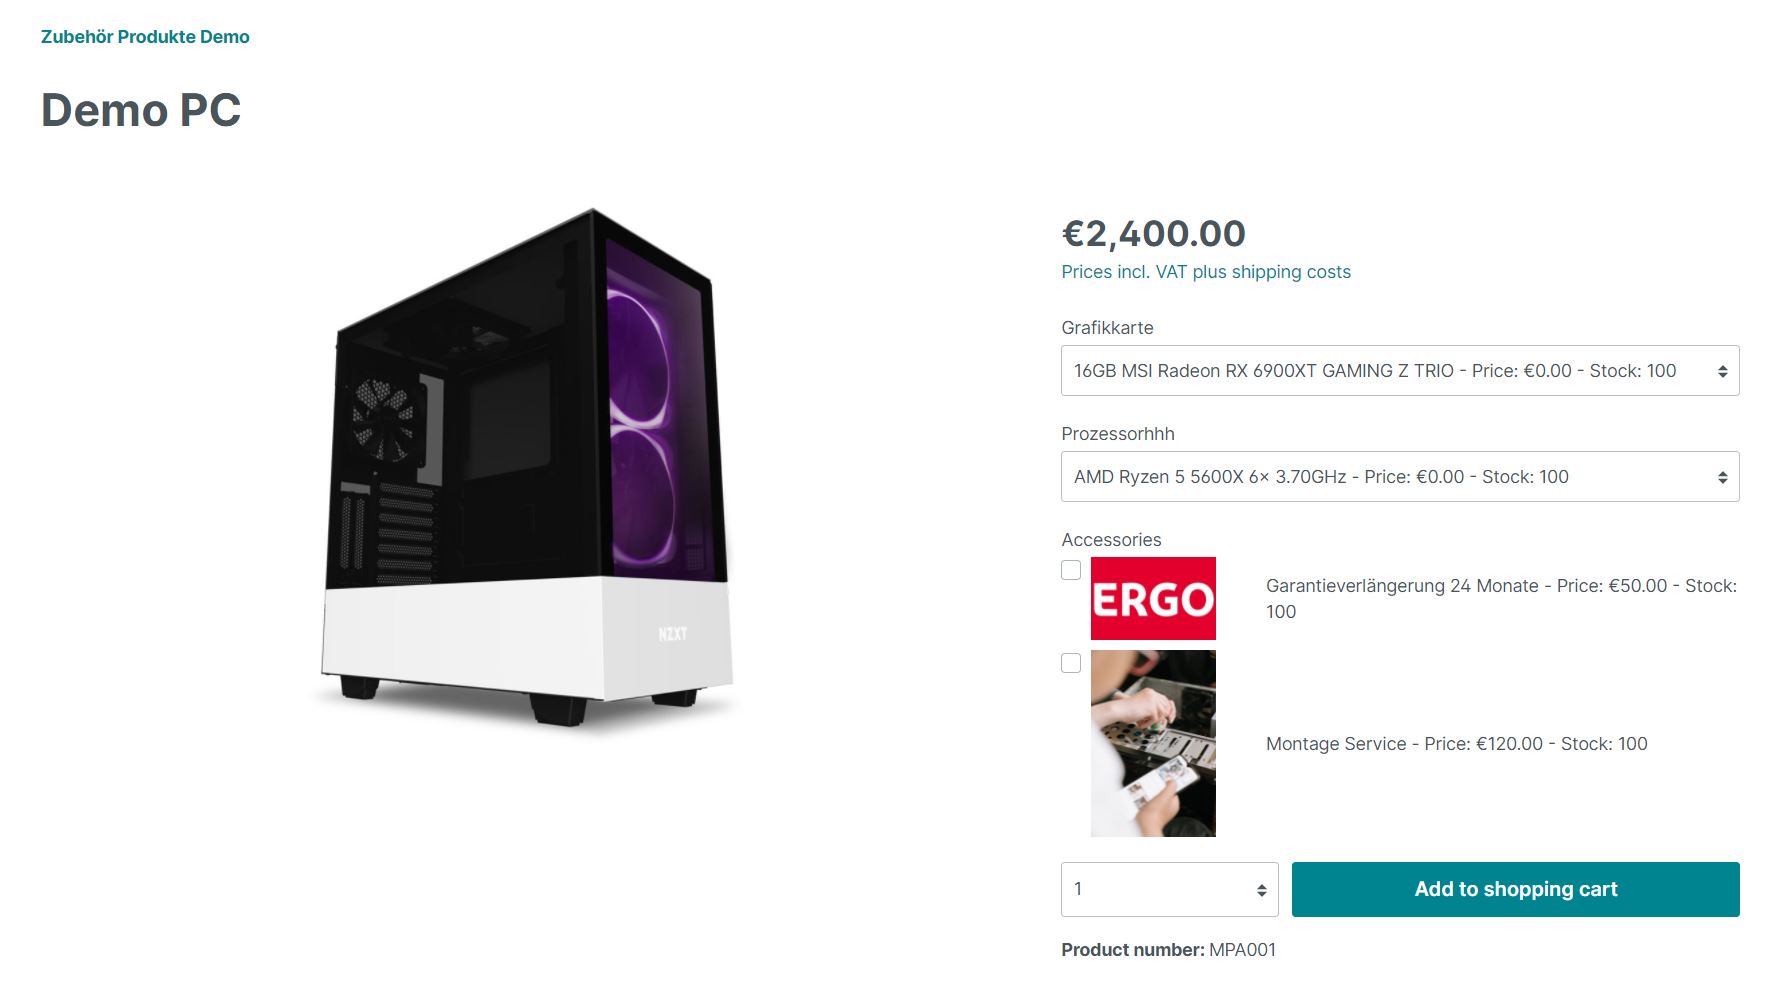 Zubehör Produkte Demo
Demo PC
NZXT
€2,400.00
Prices incl. VAT plus shipping costs
Grafikkarte
16GB MSI Radeon RX 6900XT GAMING Z TRIO - Price: €0.00 - Stock: 100
Prozessorhhh
AMD Ryzen 5 5600X 6× 3.70GHz - Price: €0.00 - Stock: 100
Accessories
ERGO
Garantieverlängerung 24 Monate - Price: €50.00 - Stock:
100
Montage Service - Price: €120.00 - Stock: 100
1
Add to shopping cart
Product number: MPA001